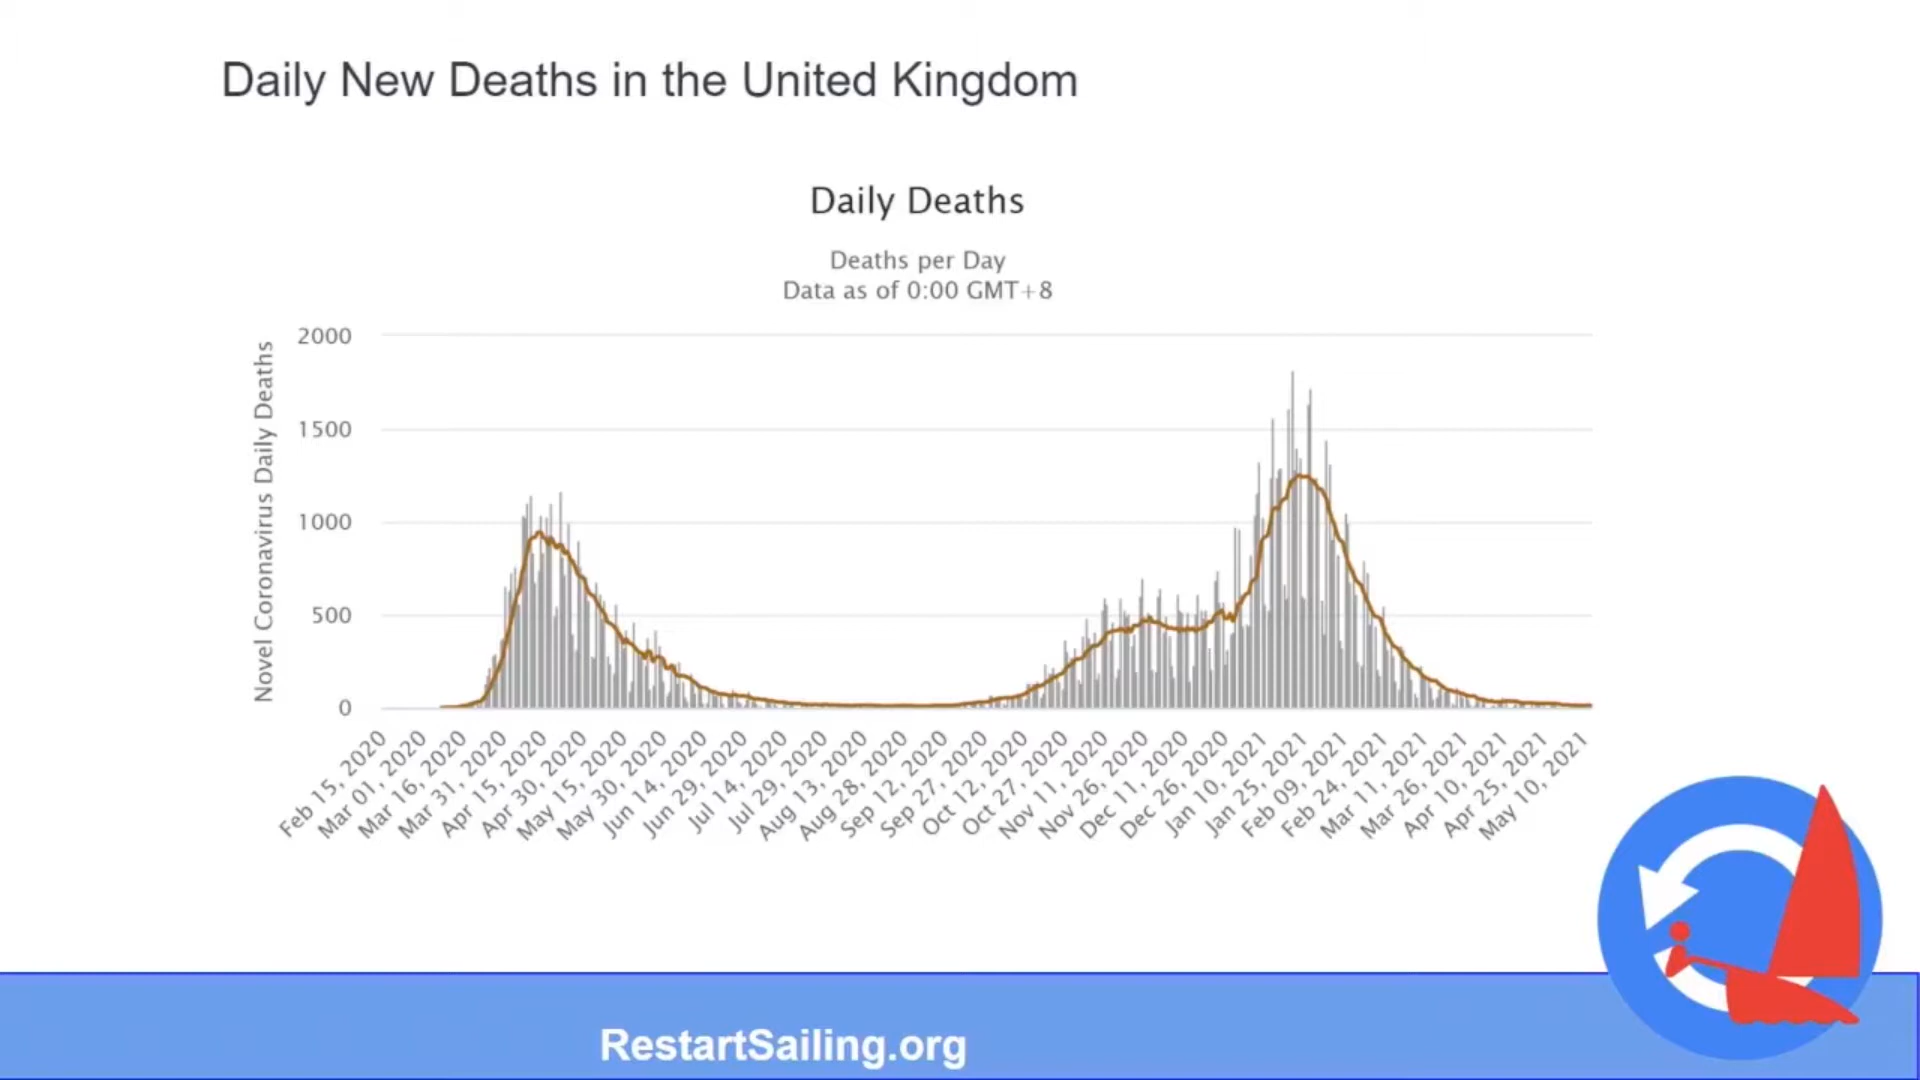 Daily New Deaths in the United Kingdom
Daily Deaths
Deaths per Day
Data as of 0:00 GMT+8
Novel Coronavirus Daily Deaths
2000
1500
1000
500
0
Feb 15, 2020
Mar 01, 2020
Mar 16, 2020
Mar 31, 2020
Apr 15, 2020
Apr 30, 2020
May 15, 2020
May 30, 2020
Jun 14, 2020
Jun 29, 2020
Jul 14, 2020
Jul 29, 2020
Aug 13, 2020
Aug 28, 2020
Sep 12, 2020
Sep 27, 2020
Oct 12, 2020
Oct 27, 2020
Nov 11, 2020
Nov 26, 2020
Dec 11, 2020
Dec 26, 2020
Jan 10, 2021
Jan 25, 2021
Feb 09, 2021
Feb 24, 2021
Mar 11, 2021
Mar 26, 2021
Apr 10, 2021
Apr 25, 2021
May 10, 2021
RestartSailing.org